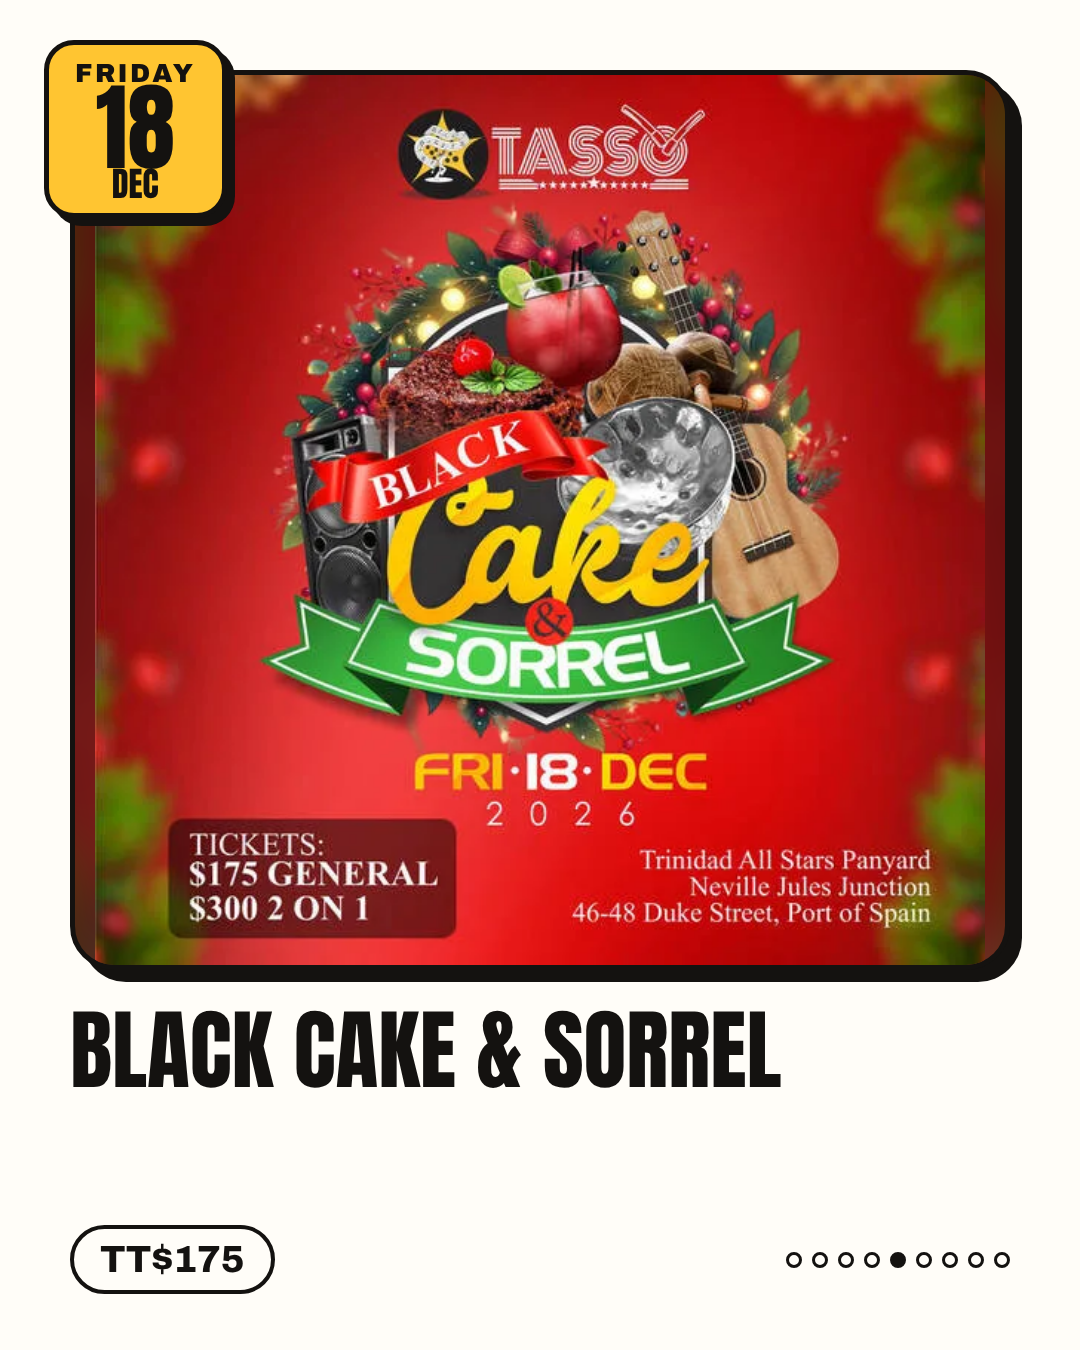 FRIDAY
18
DEC
TASSO
BLACK
Cake
&
SORREL
FRI·18·DEC
2026
TICKETS:
$175 GENERAL
$300 2 ON 1
Trinidad All Stars Panyard
Neville Jules Junction
46-48 Duke Street, Port of Spain
BLACK CAKE & SORREL
TT$175